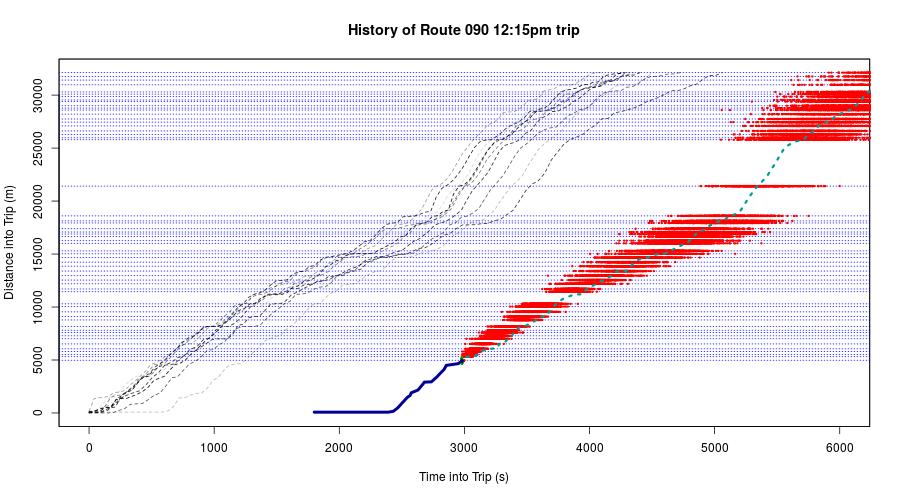 History of Route 090 12:15pm trip
30000
25000
20000
15000
10000
5000
0
Distance into Trip (m)
0 1000 2000 3000 4000 5000 6000
Time into Trip (s)